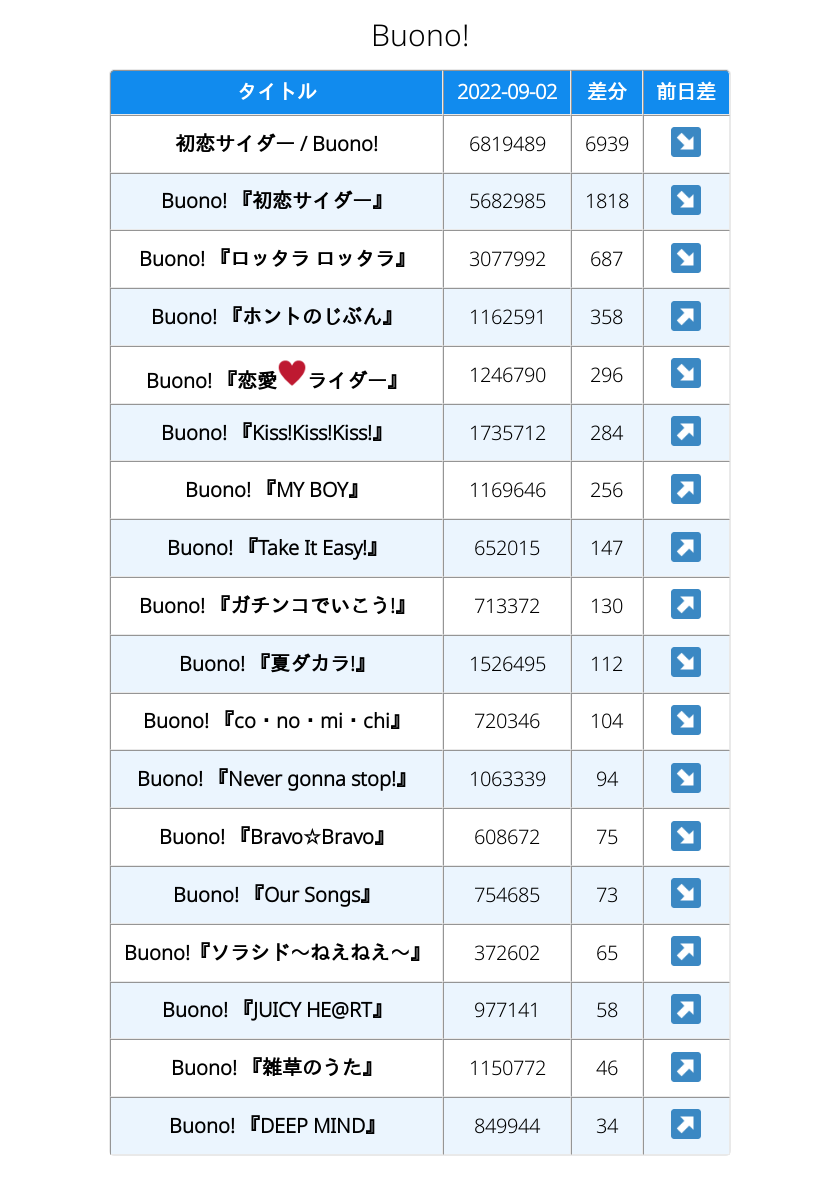 Buono!
タイトル 2022-09-02 差分 前日差
初恋サイダー / Buono! 6819489 6939 ↘
Buono! 『初恋サイダー』 5682985 1818 ↘
Buono! 『ロッタラ ロッタラ』 3077992 687 ↘
Buono! 『ホントのじぶん』 1162591 358 ↗
Buono! 『恋愛♥ライダー』 1246790 296 ↘
Buono! 『Kiss!Kiss!Kiss!』 1735712 284 ↗
Buono! 『MY BOY』 1169646 256 ↗
Buono! 『Take It Easy!』 652015 147 ↗
Buono! 『ガチンコでいこう!』 713372 130 ↗
Buono! 『夏ダカラ!』 1526495 112 ↘
Buono! 『co・no・mi・chi』 720346 104 ↘
Buono! 『Never gonna stop!』 1063339 94 ↘
Buono! 『Bravo☆Bravo』 608672 75 ↘
Buono! 『Our Songs』 754685 73 ↘
Buono!『ソラシド〜ねえねえ〜』 372602 65 ↗
Buono! 『JUICY HE@RT』 977141 58 ↗
Buono! 『雑草のうた』 1150772 46 ↗
Buono! 『DEEP MIND』 849944 34 ↗